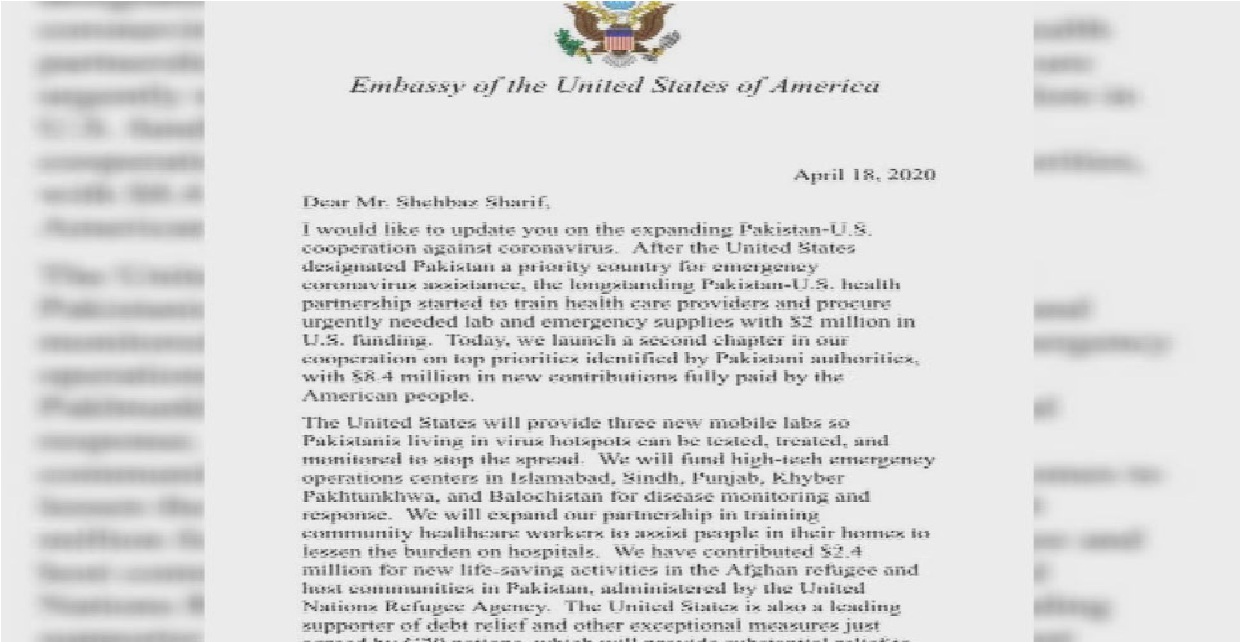 Embassy of the United States of America
April 18, 2020
Dear Mr. Shehbaz Sharif,
I would like to update you on the expanding Pakistan-U.S.
cooperation against coronavirus. After the United States
designated Pakistan a priority country for emergency
coronavirus assistance, the longstanding Pakistan-U.S. health
partnership started to train health care providers and procure
urgently needed lab and emergency supplies with $2 million in
U.S. funding. Today, we launch a second chapter in our
cooperation on top priorities identified by Pakistani authorities,
with $8.4 million in new contributions fully paid by the
American people.
The United States will provide three new mobile labs so
Pakistanis living in virus hotspots can be tested, treated, and
monitored to stop the spread. We will fund high-tech emergency
operations centers in Islamabad, Sindh, Punjab, Khyber
Pakhtunkhwa, and Balochistan for disease monitoring and
response. We will expand our partnership in training
community healthcare workers to assist people in their homes to
lessen the burden on hospitals. We have contributed $2.4
million for new life-saving activities in the Afghan refugee and
host communities in Pakistan, administered by the United
Nations Refugee Agency. The United States is also a leading
supporter of debt relief and other exceptional measures just